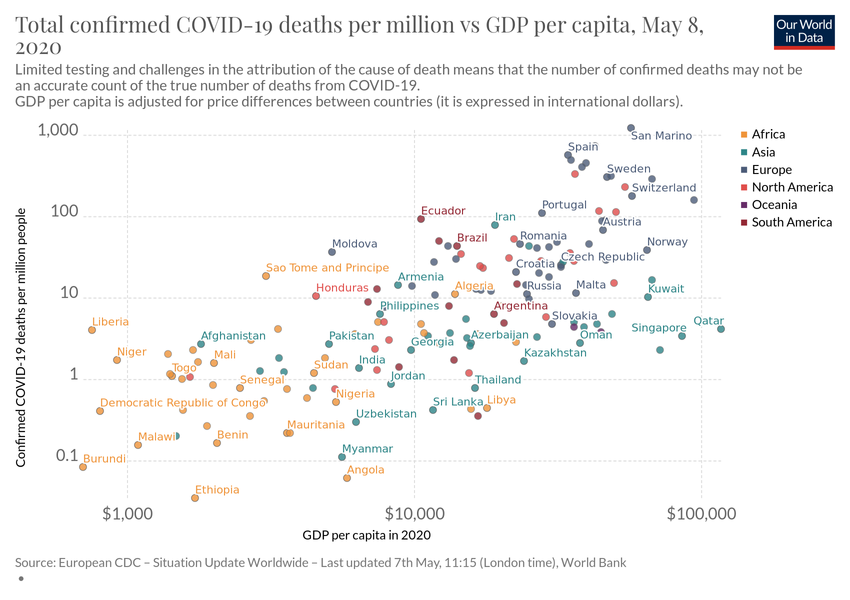 Total confirmed COVID-19 deaths per million vs GDP per capita, May 8,
2020
Our World
in Data
Limited testing and challenges in the attribution of the cause of death means that the number of confirmed deaths may not be
an accurate count of the true number of deaths from COVID-19.
GDP per capita is adjusted for price differences between countries (it is expressed in international dollars).
Confirmed COVID-19 deaths per million people
1,000
100
10
1
0.1
San Marino
Spain
Sweden
Switzerland
Portugal
Ecuador
Iran
Austria
Brazil
Romania
Moldova
Norway
Czech Republic
Croatia
Sao Tome and Principe
Armenia
Algeria
Russia
Malta
Kuwait
Honduras
Philippines
Argentina
Slovakia
Liberia
Qatar
Singapore
Afghanistan
Pakistan
Georgia
Azerbaijan
Oman
Niger
Mali
Kazakhstan
Togo
Sudan
India
Senegal
Jordan
Thailand
Democratic Republic of Congo
Nigeria
Sri Lanka
Libya
Uzbekistan
Mauritania
Malawi
Benin
Myanmar
Burundi
Angola
Ethiopia
$1,000
$10,000
$100,000
GDP per capita in 2020
Africa
Asia
Europe
North America
Oceania
South America
Source: European CDC – Situation Update Worldwide – Last updated 7th May, 11:15 (London time), World Bank